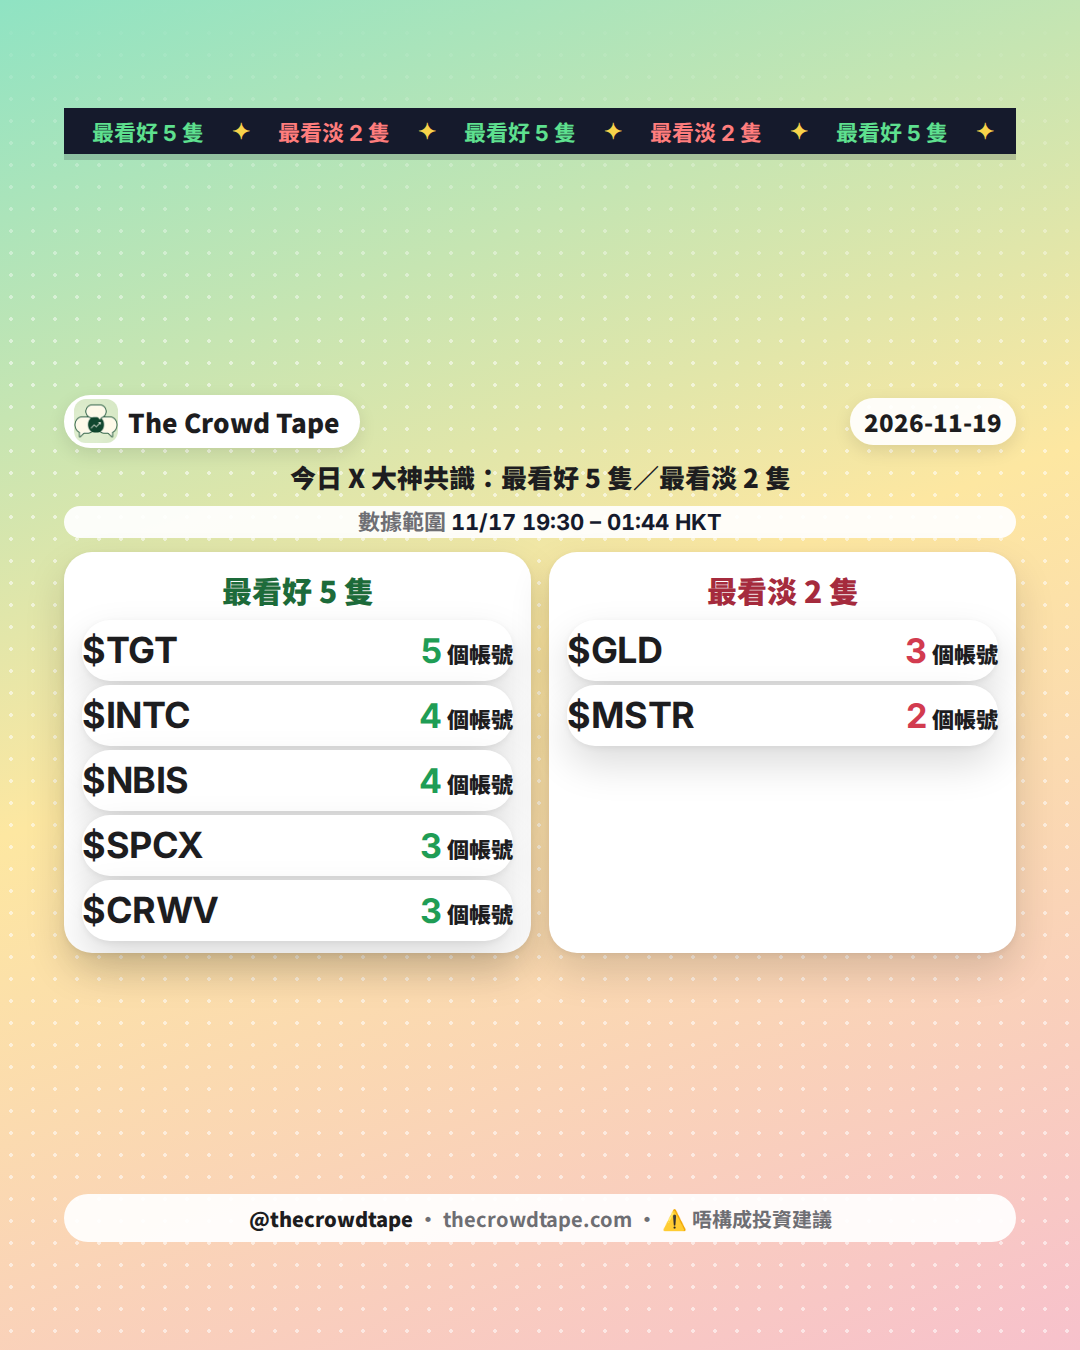 最看好 5 隻 ✦ 最看淡 2 隻 ✦ 最看好 5 隻 ✦ 最看淡 2 隻 ✦ 最看好 5 隻 ✦
The Crowd Tape
2026-11-19
今日 X 大神共識：最看好 5 隻／最看淡 2 隻
數據範圍 11/17 19:30 – 01:44 HKT
最看好 5 隻
$TGT 5 個帳號
$INTC 4 個帳號
$NBIS 4 個帳號
$SPCX 3 個帳號
$CRWV 3 個帳號
最看淡 2 隻
$GLD 3 個帳號
$MSTR 2 個帳號
@thecrowdtape • thecrowdtape.com • ⚠️ 唔構成投資建議